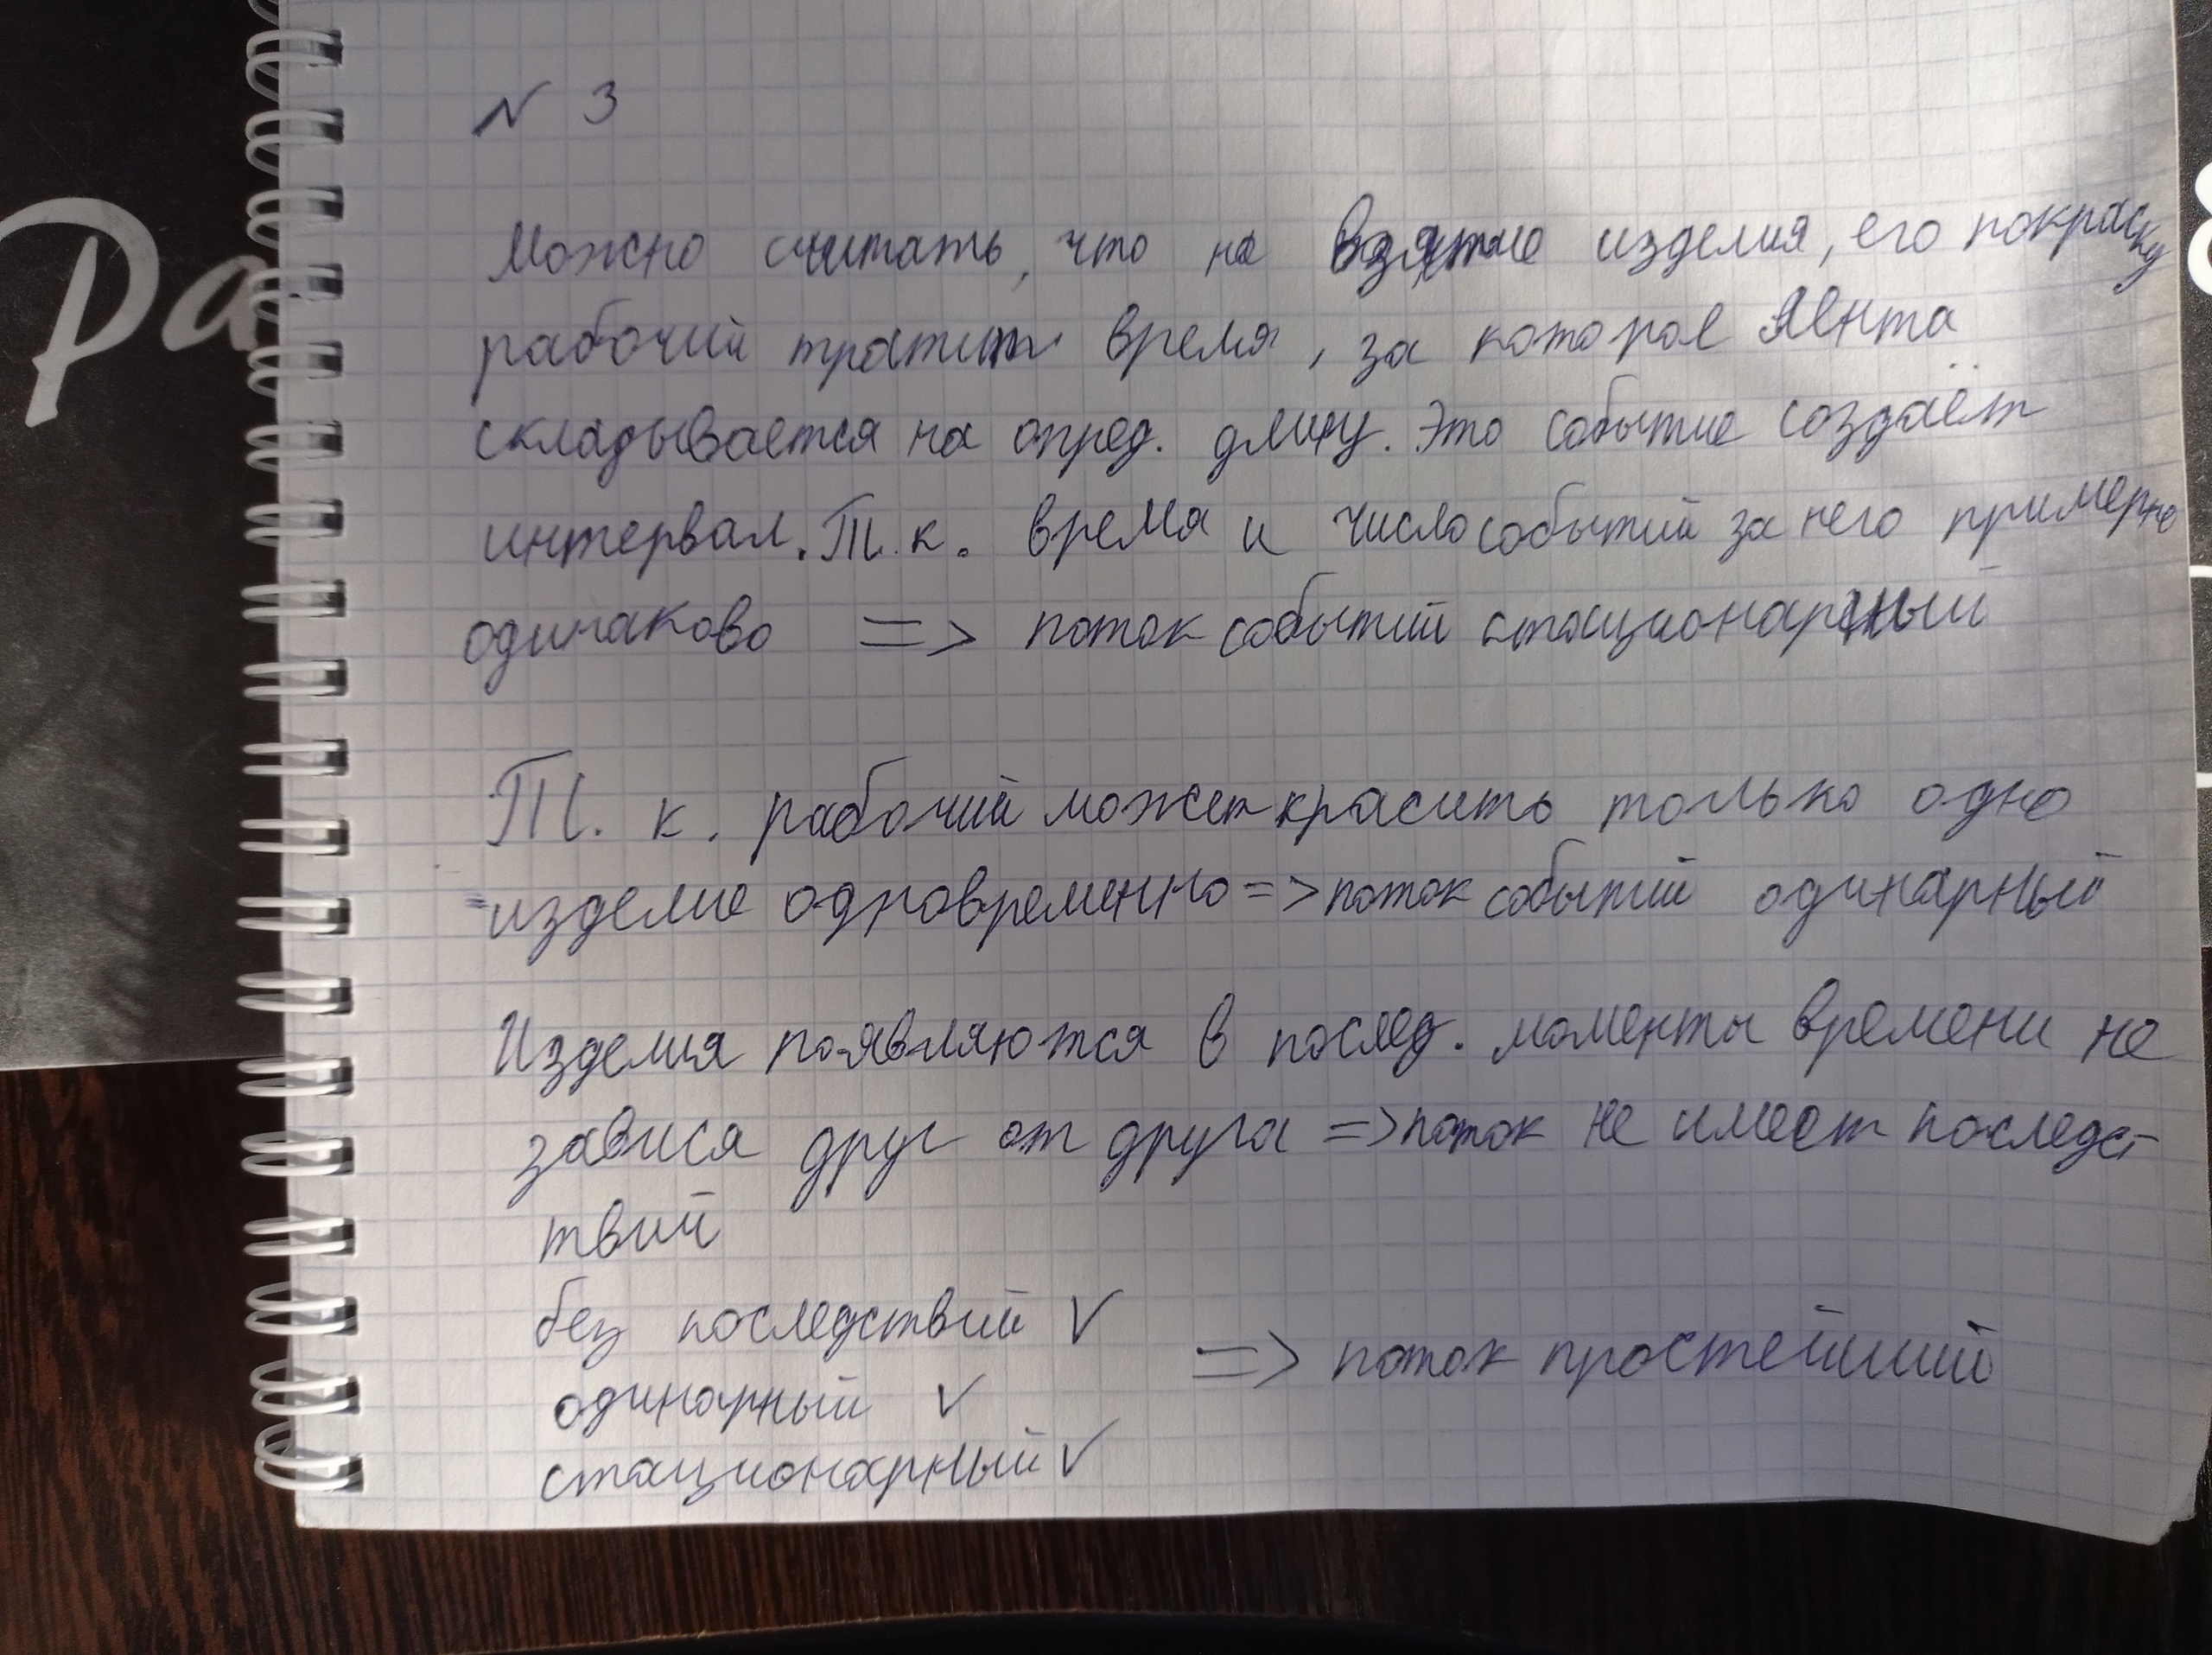 Ра
N 3
Можно считать, что на взятие изделия, его покраску
рабочий тратит время, за которое лента
складывается на опред. длину. Это событие создаёт
интервал. Т. к. время и число событий за него примерно
одинаково => поток событий стационарный
Т. к. рабочий может красить только одно
изделие одновременно => поток событий одинарный
Изделия появляются в послед. моменты времени не
завися друг от друга => поток не имеет последст
твий
без последствий V
одинарный V => поток простейший
стационарный V